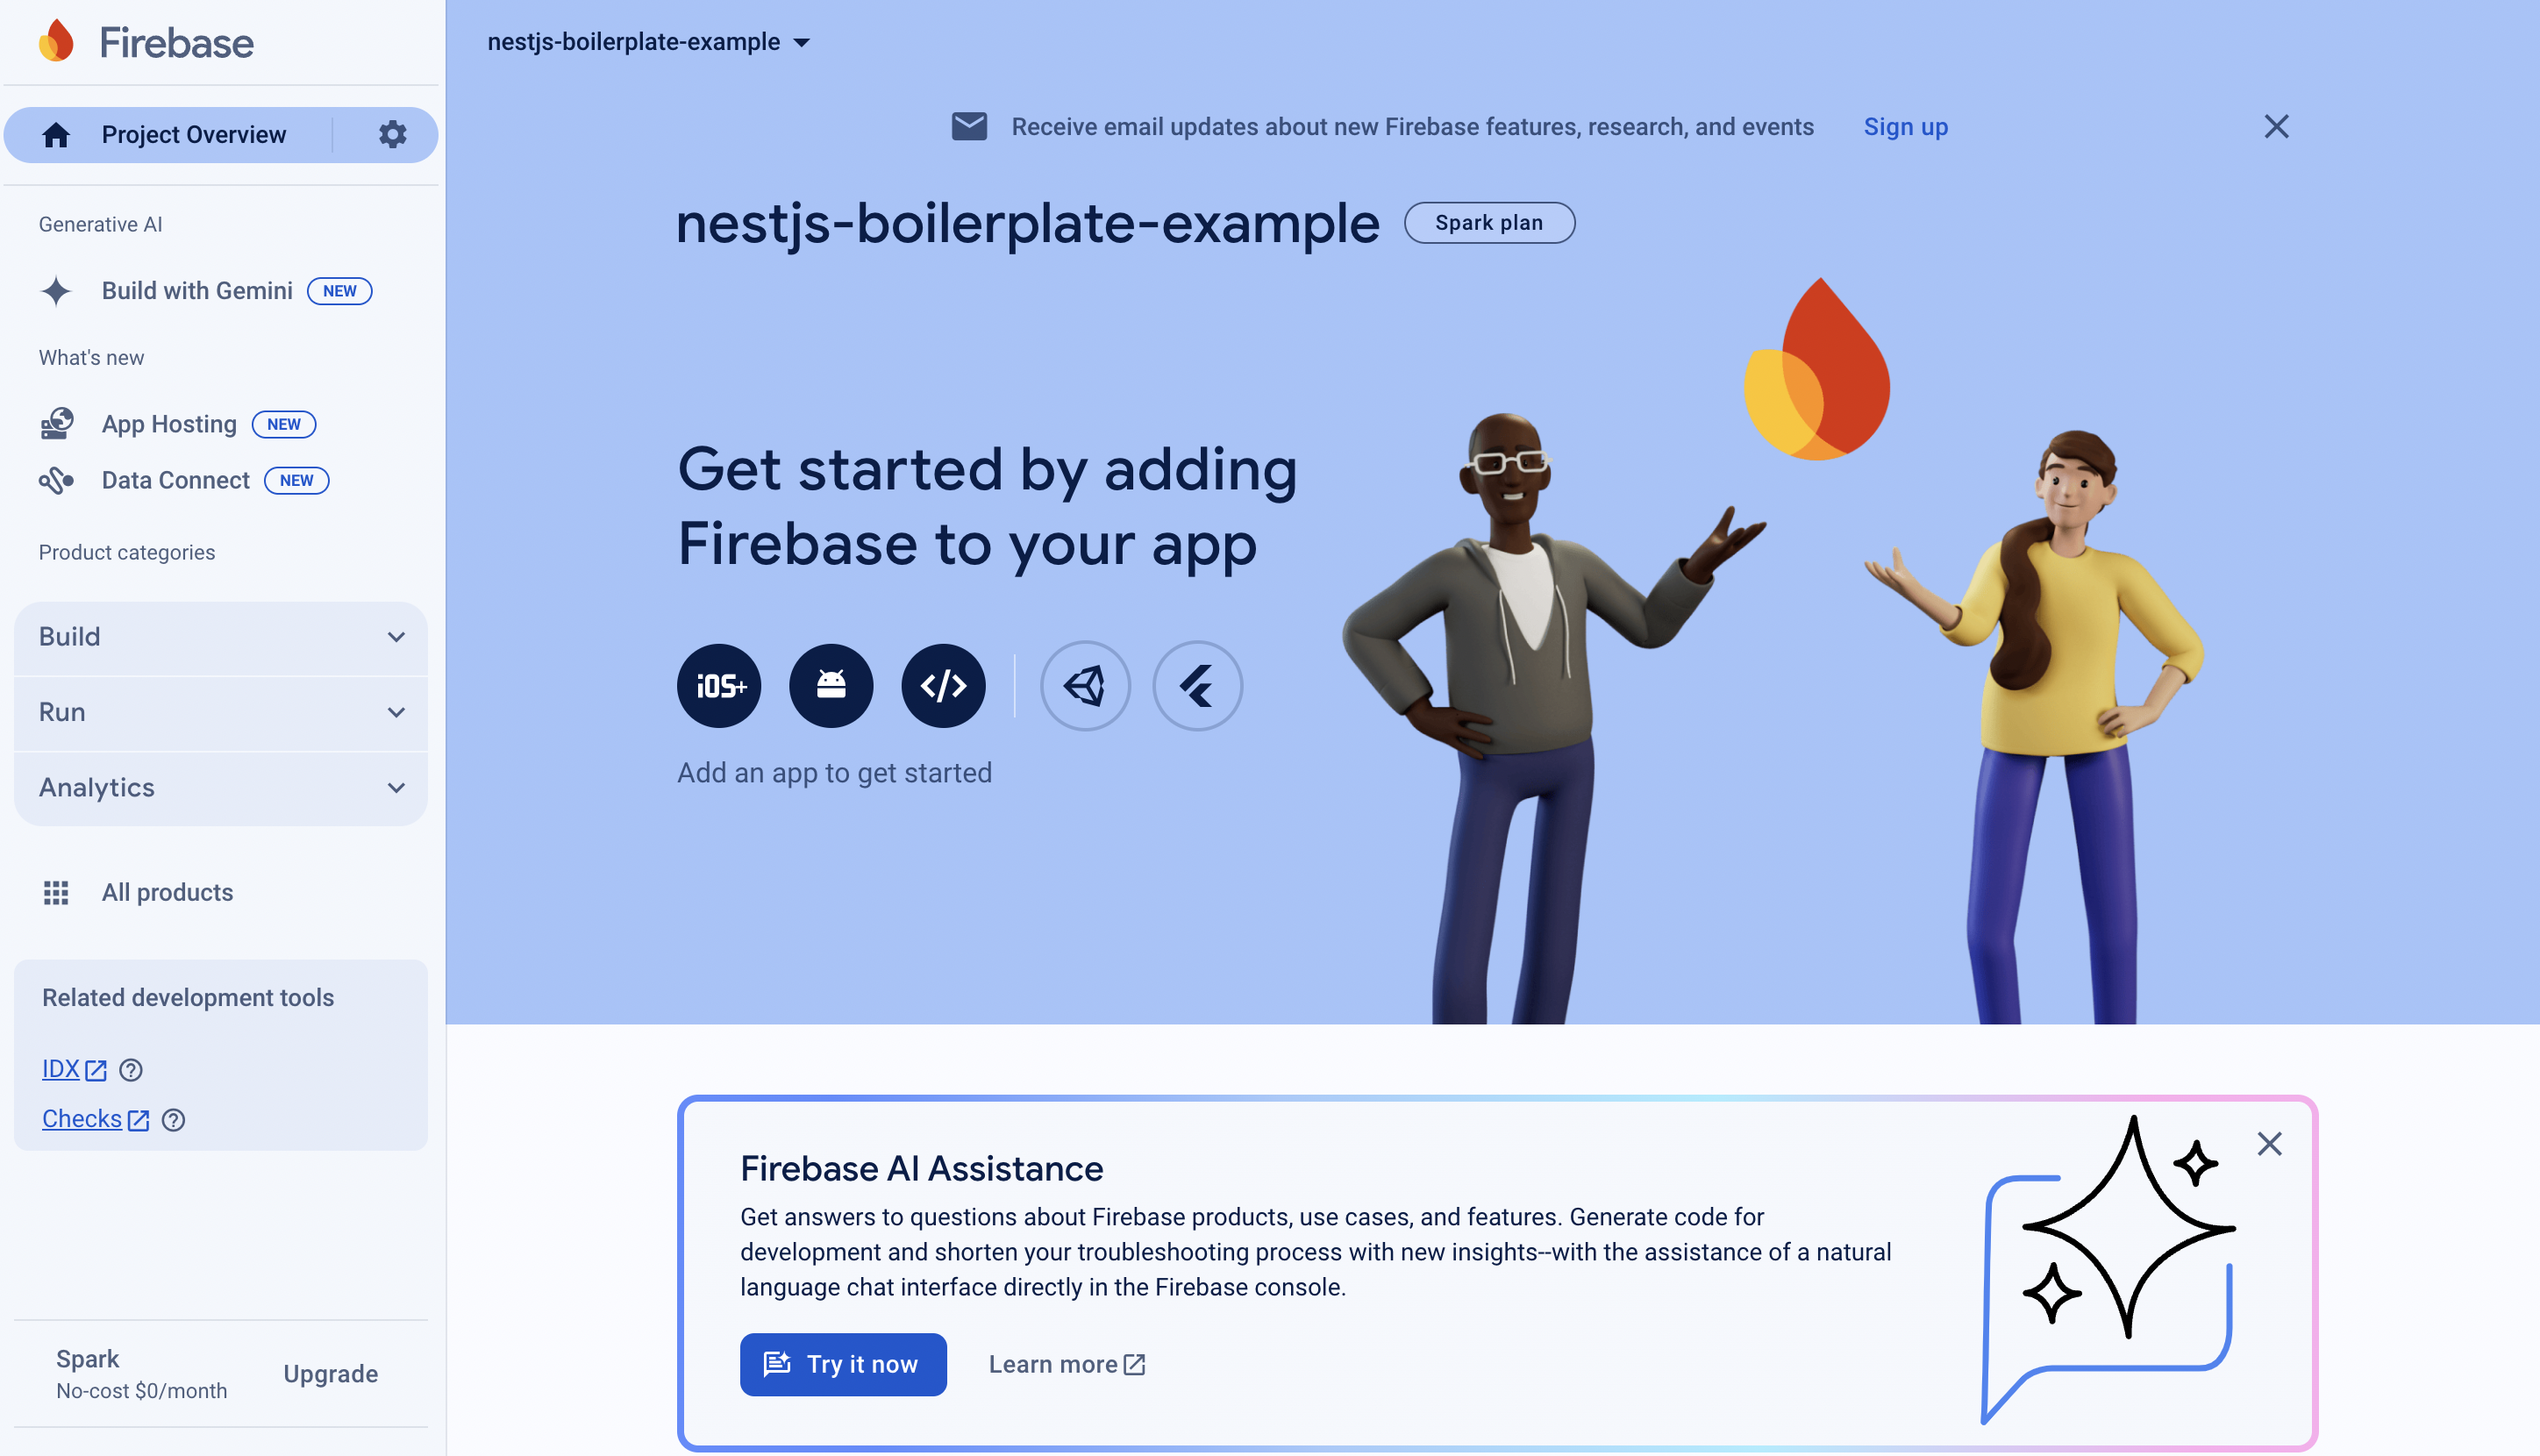 Firebase
Project Overview
Generative AI
Build with Gemini NEW
What's new
App Hosting NEW
Data Connect NEW
Product categories
Build
Run
Analytics
All products
Related development tools
IDX
Checks
Spark
No-cost $0/month
Upgrade
nestjs-boilerplate-example
Receive email updates about new Firebase features, research, and events Sign up
nestjs-boilerplate-example Spark plan
Get started by adding
Firebase to your app
iOS+
Add an app to get started
Firebase AI Assistance
Get answers to questions about Firebase products, use cases, and features. Generate code for
development and shorten your troubleshooting process with new insights--with the assistance of a natural
language chat interface directly in the Firebase console.
Try it now Learn more